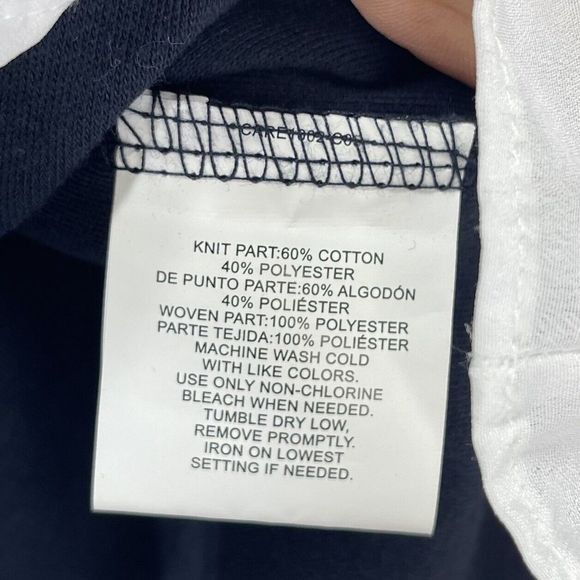 KNIT PART:60% COTTON
40% POLYESTER
DE PUNTO PARTE:60% ALGODÓN
40% POLIÉSTER
WOVEN PART:100% POLYESTER
PARTE TEJIDA:100% POLIÉSTER
MACHINE WASH COLD
WITH LIKE COLORS.
USE ONLY NON-CHLORINE
BLEACH WHEN NEEDED.
TUMBLE DRY LOW,
REMOVE PROMPTLY.
IRON ON LOWEST
SETTING IF NEEDED.